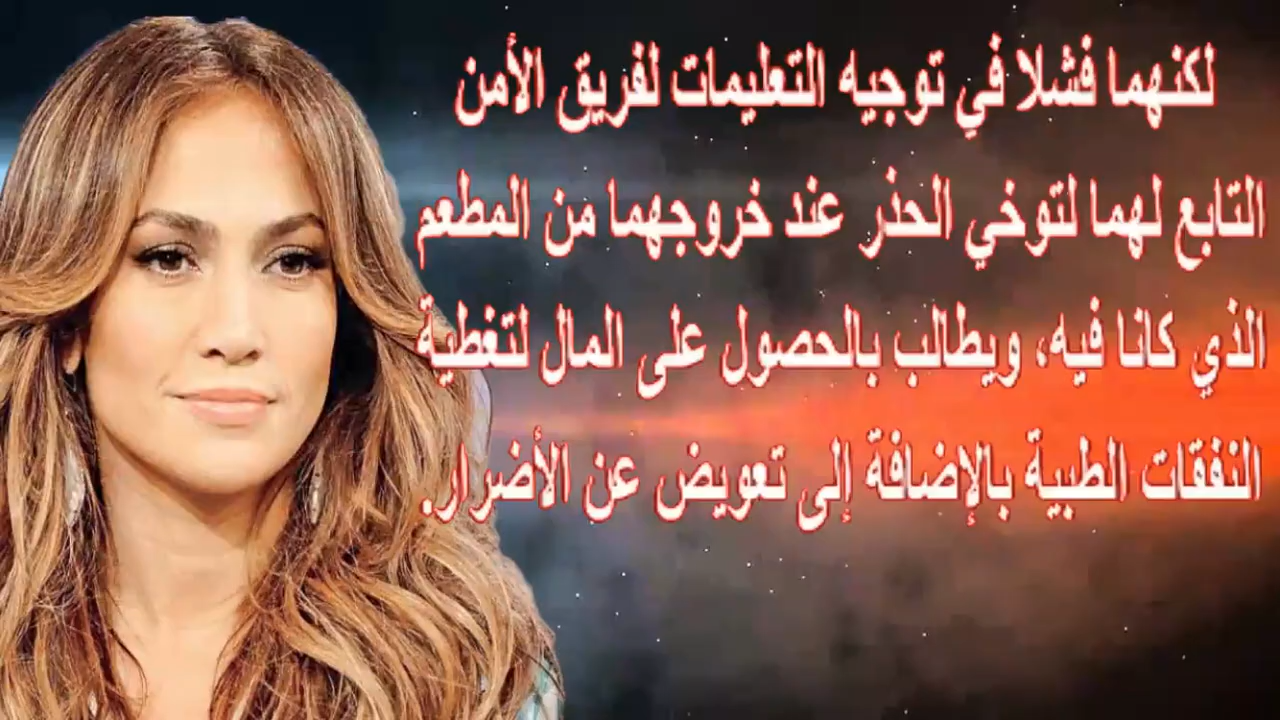 لكنهما فشلا في توجيه التعليمات لفريق الأمن
التابع لهما لتوخي الحذر عند خروجهما من المطعم
الذي كانا فيه، ويطالب بالحصول على المال لتغطية
النفقات الطبية بالإضافة إلى تعويض عن الأضرار.